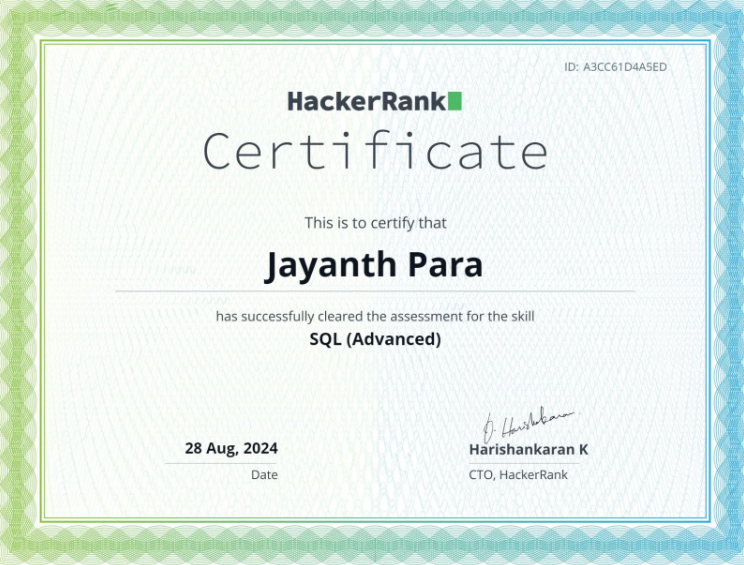 ID: A3CC61D4A5ED
HackerRank
Certificate
This is to certify that
Jayanth Para
has successfully cleared the assessment for the skill
SQL (Advanced)
28 Aug, 2024
Date
Harishankaran K
CTO, HackerRank